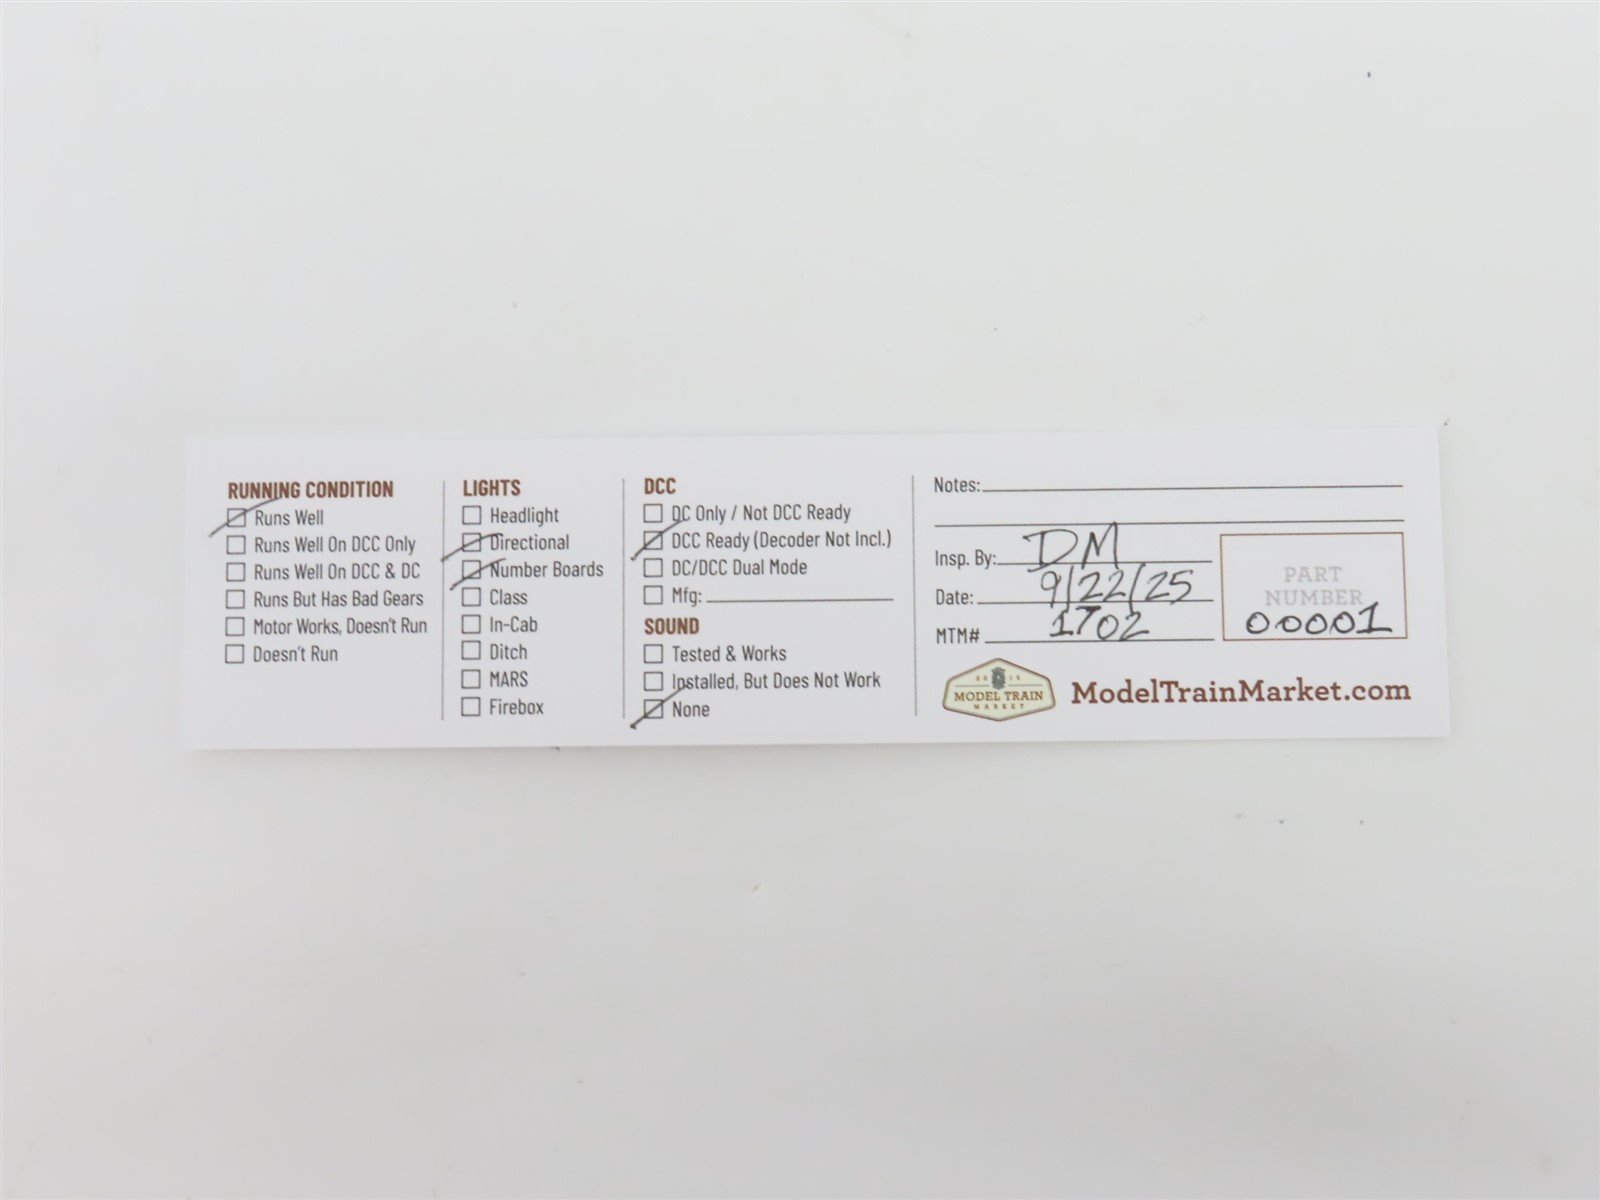 RUNNING CONDITION
Runs Well
Runs Well On DCC Only
Runs Well On DCC & DC
Runs But Has Bad Gears
Motor Works, Doesn't Run
Doesn't Run
LIGHTS
Headlight
Directional
Number Boards
Class
In-Cab
Ditch
MARS
Firebox
DCC
DC Only / Not DCC Ready
DCC Ready (Decoder Not Incl.)
DC/DCC Dual Mode
Mfg:
SOUND
Tested & Works
Installed, But Does Not Work
None
Notes:
Insp. By: DM
Date: 9/22/25
MTM# 1702
PART
NUMBER
00001
20 15
MODEL TRAIN
MARKET
ModelTrainMarket.com